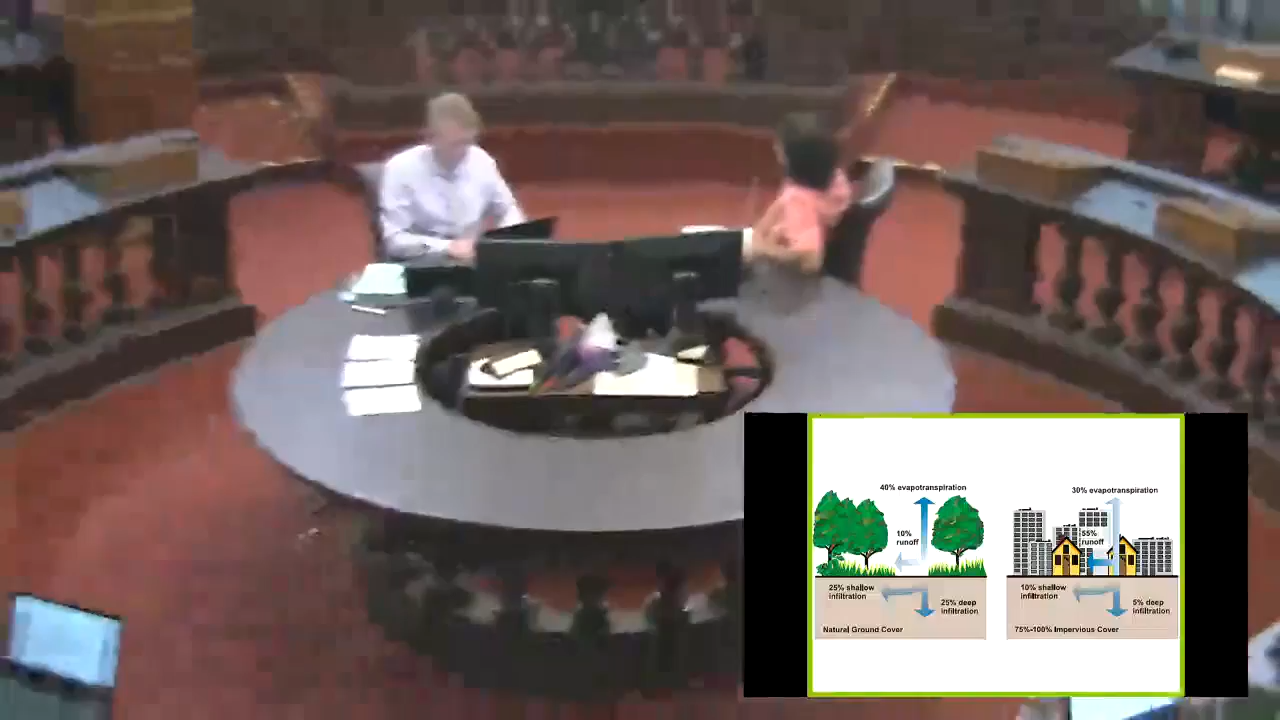 40% evapotranspiration
10%
runoff
25% shallow
infiltration
25% deep
infiltration
Natural Ground Cover
30% evapotranspiration
55%
runoff
10% shallow
infiltration
5% deep
infiltration
75%-100% Impervious Cover